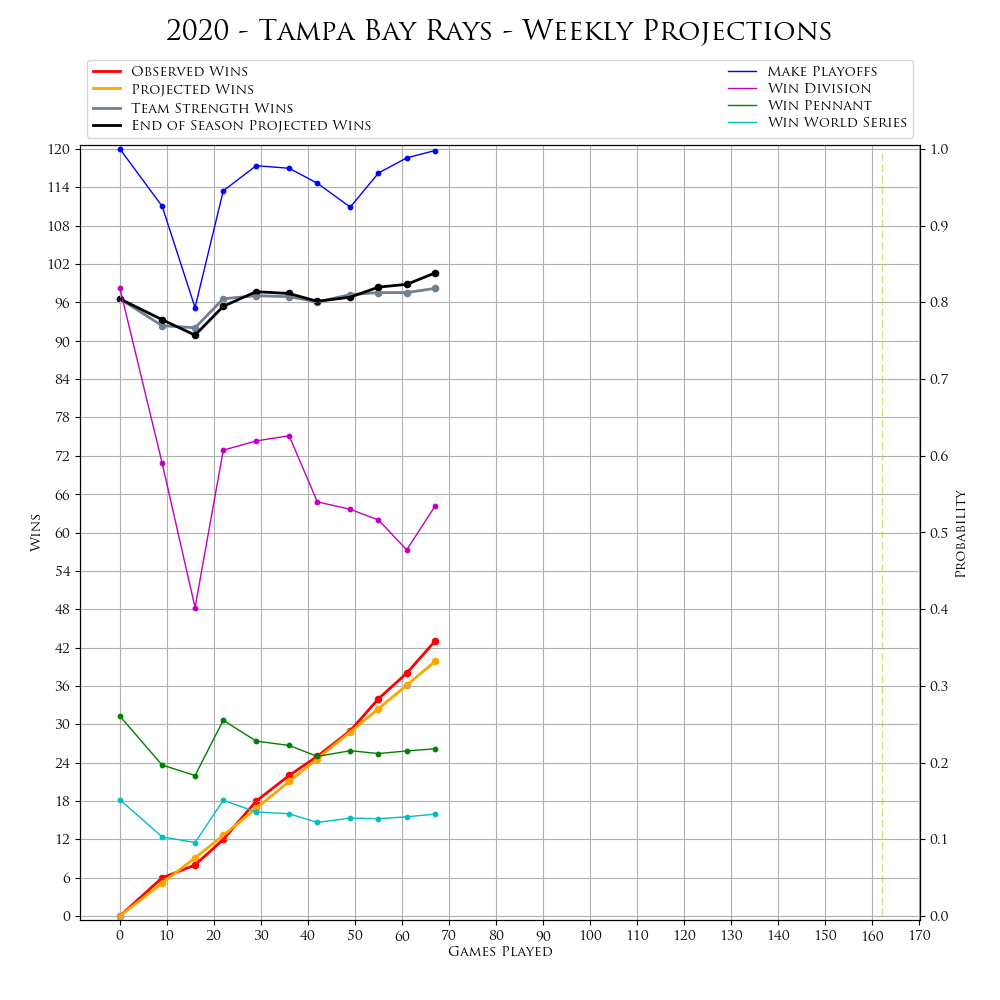 2020 - Tampa Bay Rays - Weekly Projections
Observed Wins
Projected Wins
Team Strength Wins
End of Season Projected Wins
Make Playoffs
Win Division
Win Pennant
Win World Series
120
114
108
102
96
90
84
78
72
66
60
54
48
42
36
30
24
18
12
6
0
Wins
1.0
0.9
0.8
0.7
0.6
0.5
0.4
0.3
0.2
0.1
0.0
Probability
0 10 20 30 40 50 60 70 80 90 100 110 120 130 140 150 160 170
Games Played